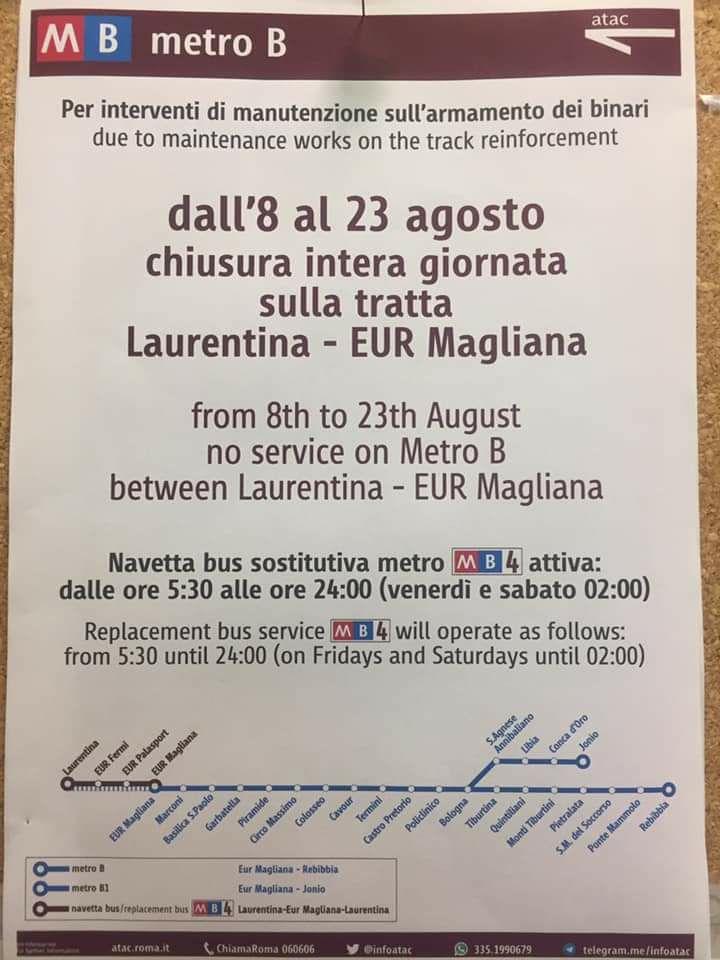 M B metro B
atac
Per interventi di manutenzione sull'armamento dei binari
due to maintenance works on the track reinforcement
dall'8 al 23 agosto
chiusura intera giornata
sulla tratta
Laurentina - EUR Magliana
from 8th to 23th August
no service on Metro B
between Laurentina - EUR Magliana
Navetta bus sostitutiva metro M B 4 attiva:
dalle ore 5:30 alle ore 24:00 (venerdì e sabato 02:00)
Replacement bus service M B 4 will operate as follows:
from 5:30 until 24:00 (on Fridays and Saturdays until 02:00)
Laurentina
EUR Fermi
EUR Palasport
EUR Magliana
S.Agnese
Annibaliano
Libia
Conca d'Oro
Jonio
EUR Magliana
Marconi
Basilica S.Paolo
Garbatella
Piramide
Circo Massimo
Colosseo
Cavour
Termini
Castro Pretorio
Policlinico
Bologna
Tiburtina
Quintiliani
Monti Tiburtini
Pietralata
S.M. del Soccorso
Ponte Mammolo
Rebibbia
metro B Eur Magliana - Rebibbia
metro B1 Eur Magliana - Jonio
navetta bus/replacement bus M B 4 Laurentina-Eur Magliana-Laurentina
atac.roma.it ChiamaRoma 060606 @infoatac 335.1990679 telegram.me/infoatac